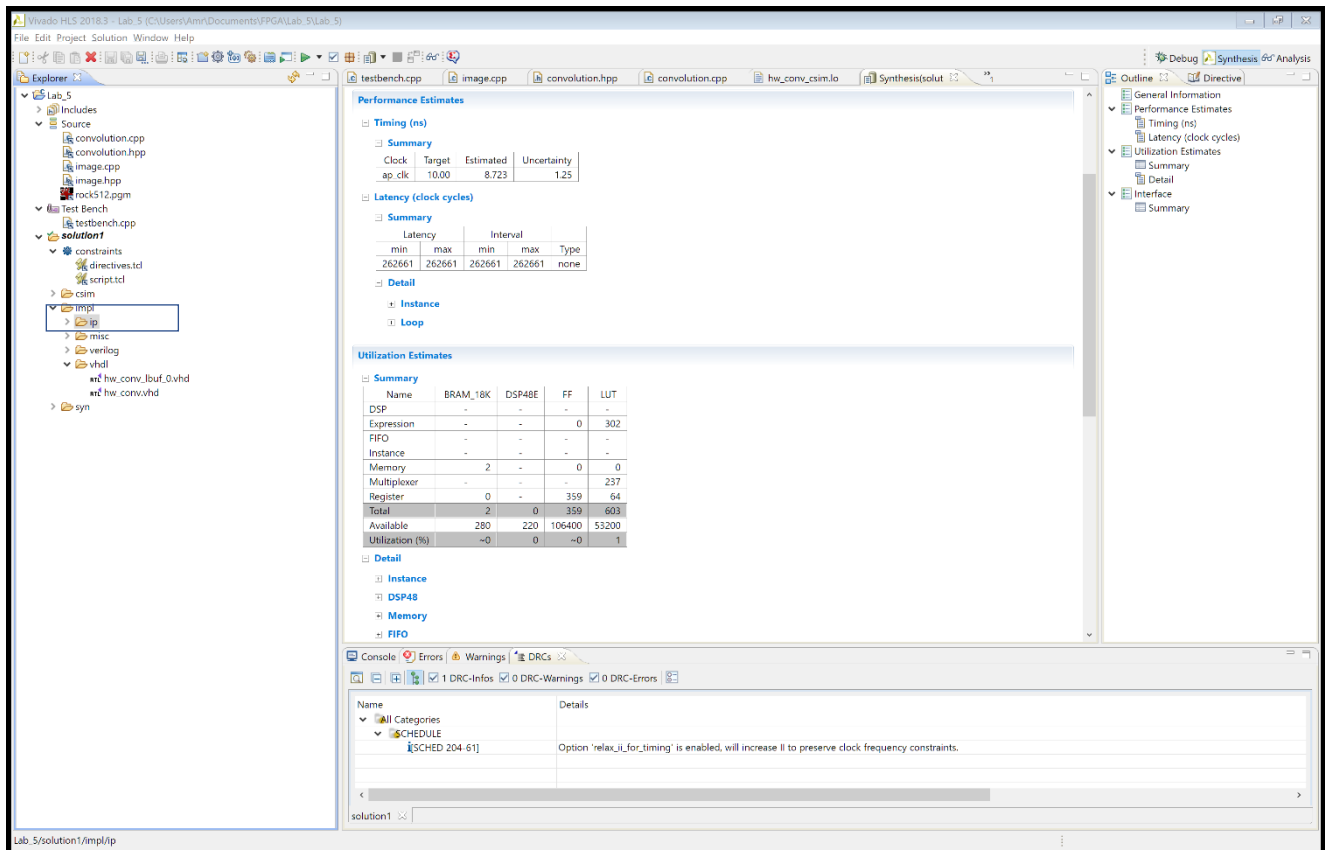 Vivado HLS 2018.3 - Lab_5 (C:\Users\Amr\Documents\FPGA\Lab_5\Lab_5)
File Edit Project Solution Window Help
Debug Synthesis Analysis
Explorer
testbench.cpp image.cpp convolution.hpp convolution.cpp hw_conv_csim.lo Synthesis(solut »1
Outline Directive
Lab_5
Includes
Source
convolution.cpp
convolution.hpp
image.cpp
image.hpp
rock512.pgm
Test Bench
testbench.cpp
solution1
constraints
directives.tcl
script.tcl
csim
impl
ip
misc
verilog
vhdl
hw_conv_lbuf_0.vhd
hw_conv.vhd
syn
Performance Estimates
Timing (ns)
Summary
Clock Target Estimated Uncertainty
ap_clk 10.00 8.723 1.25
Latency (clock cycles)
Summary
Latency Interval
min max min max Type
262661 262661 262661 262661 none
Detail
Instance
Loop
Utilization Estimates
Summary
Name BRAM_18K DSP48E FF LUT
DSP - - - -
Expression - - 0 302
FIFO - - - -
Instance - - - -
Memory 2 - 0 0
Multiplexer - - - 237
Register 0 - 359 64
Total 2 0 359 603
Available 280 220 106400 53200
Utilization (%) ~0 0 ~0 1
Detail
Instance
DSP48
Memory
FIFO
General Information
Performance Estimates
Timing (ns)
Latency (clock cycles)
Utilization Estimates
Summary
Detail
Interface
Summary
Console Errors Warnings DRCs
1 DRC-Infos 0 DRC-Warnings 0 DRC-Errors
Name Details
All Categories
SCHEDULE
[SCHED 204-61] Option 'relax_ii_for_timing' is enabled, will increase II to preserve clock frequency constraints.
solution1
Lab_5/solution1/impl/ip